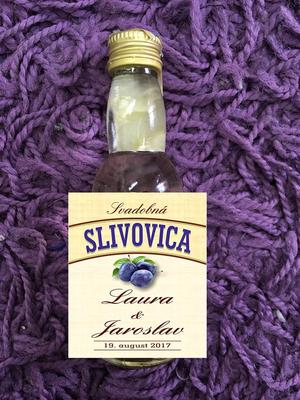 Svadobná
SLIVOVICA
Laura
&
Jaroslav
19. august 2017